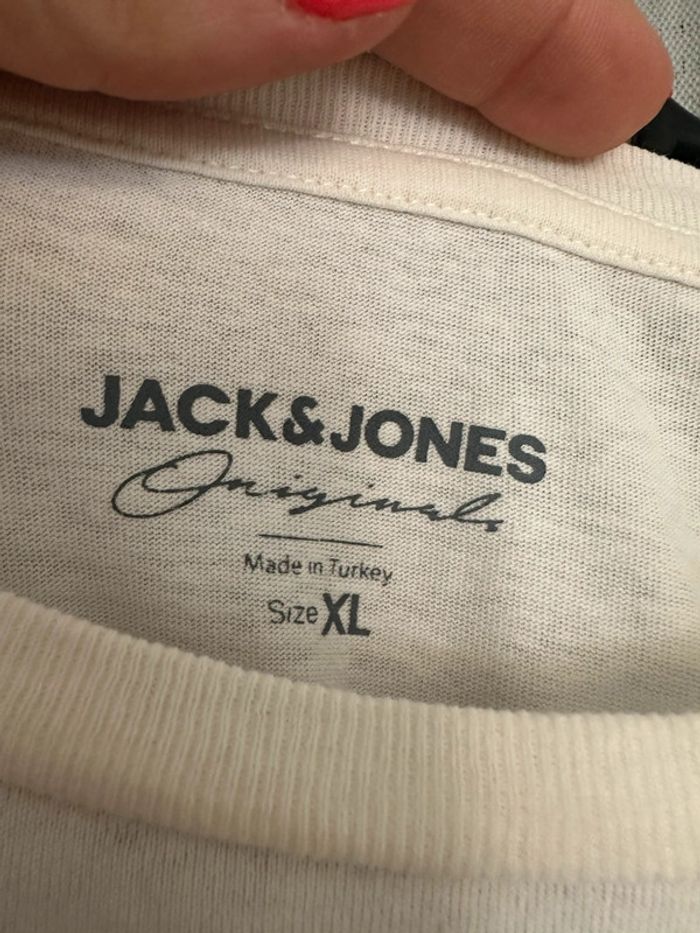 JACK&JONES
Originals
Made in Turkey
Size XL